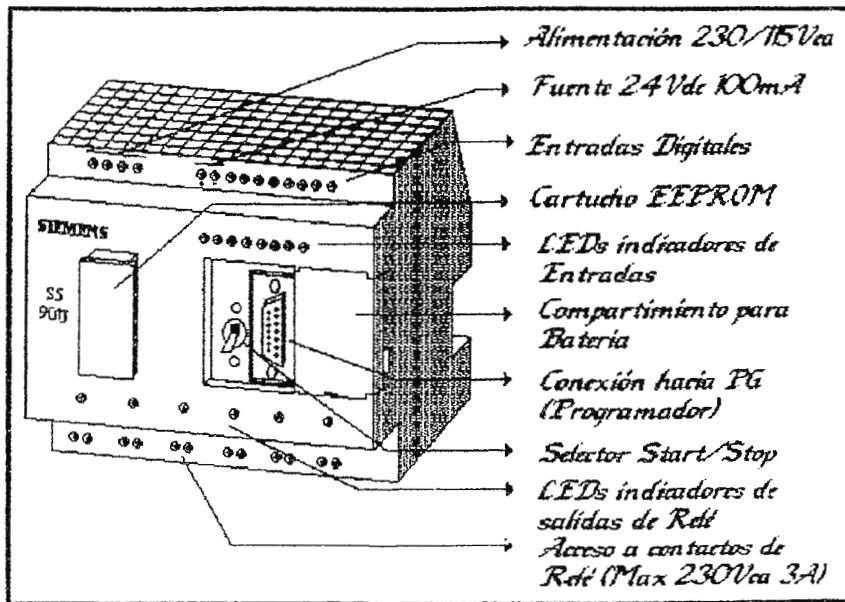 Alimentación 230/115Vca
Fuente 24Vdc 100mA
Entradas Digitales
Cartucho EEPROM
LEDs indicadores de
Entradas
Compartimiento para
Batería
Conexión hacia PG
(Programador)
Selector Start/Stop
LEDs indicadores de
salidas de Relé
Acceso a contactos de
Relé (Max 230Vca 3A)
SIEMENS
S5